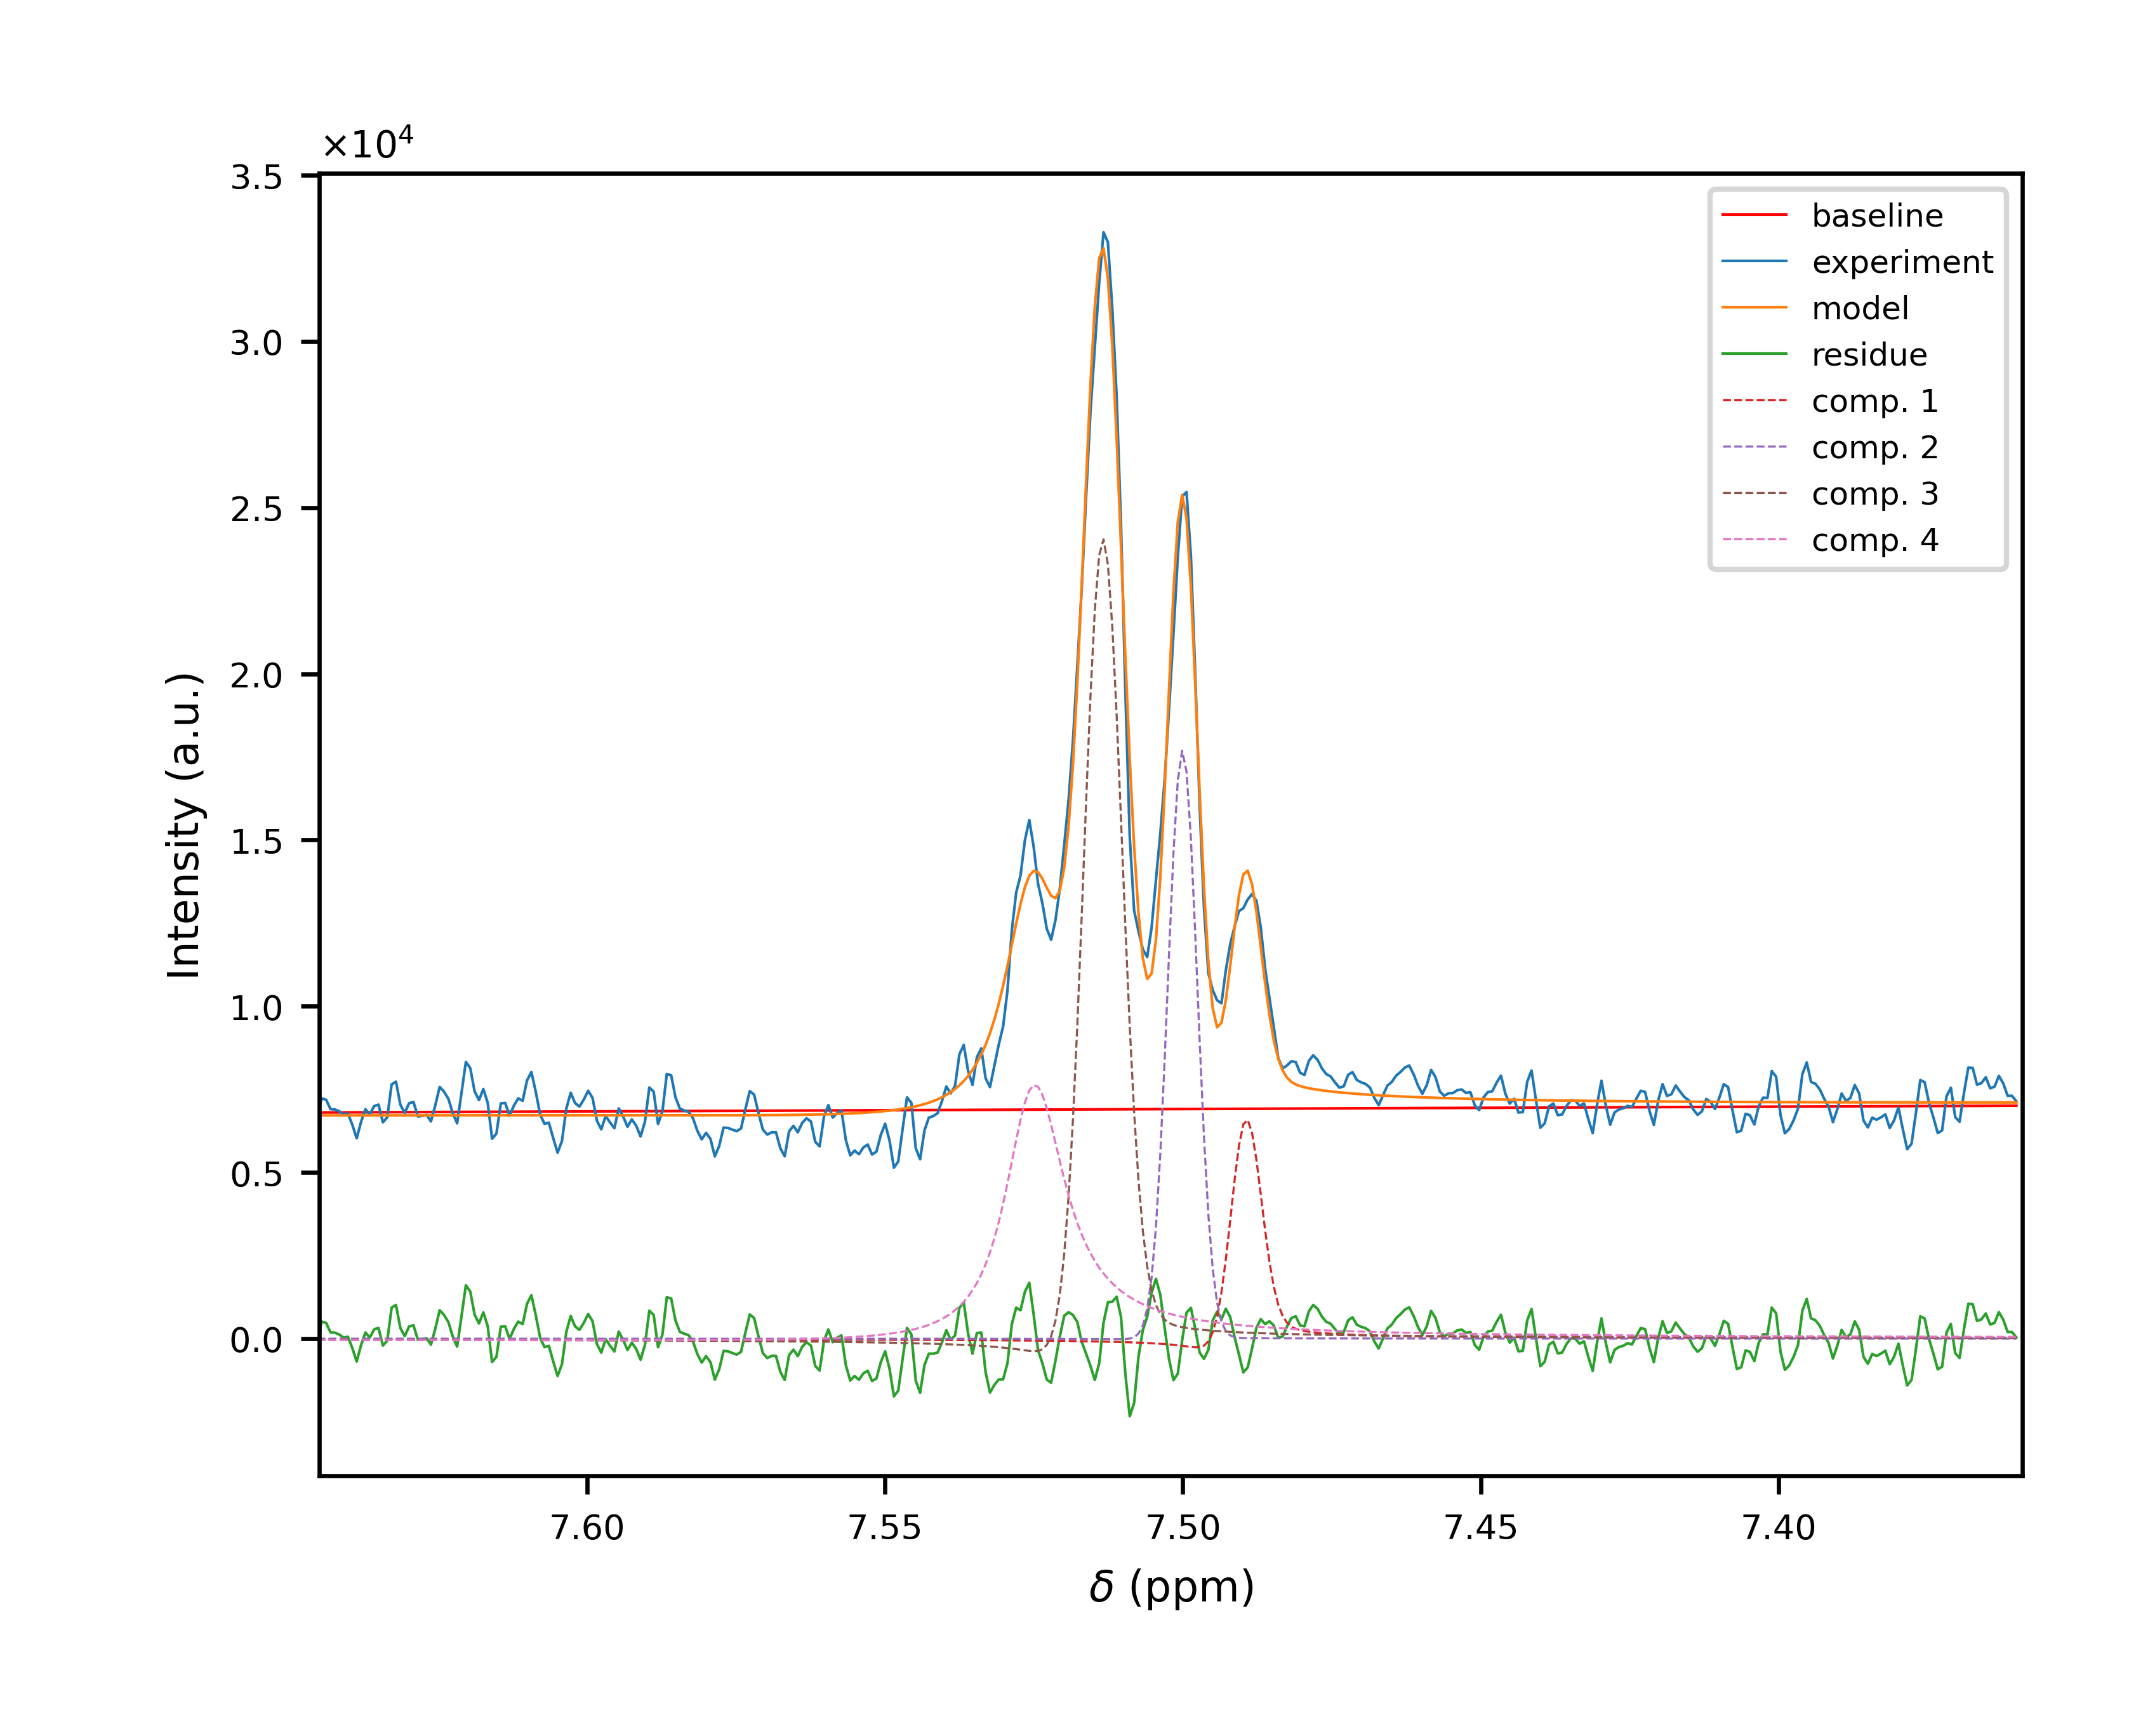 ×10⁴
3.5
3.0
2.5
2.0
1.5
1.0
0.5
0.0
Intensity (a.u.)
baseline
experiment
model
residue
comp. 1
comp. 2
comp. 3
comp. 4
7.60 7.55 7.50 7.45 7.40
δ (ppm)